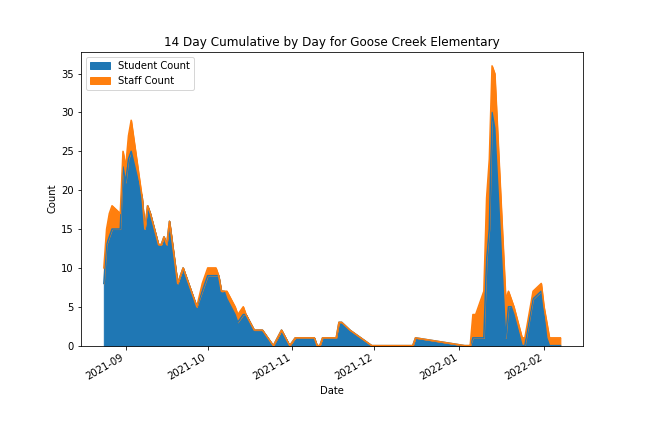 14 Day Cumulative by Day for Goose Creek Elementary
Student Count
Staff Count
35
30
25
20
15
10
5
0
Count
2021-09
2021-10
2021-11
2021-12
2022-01
2022-02
Date